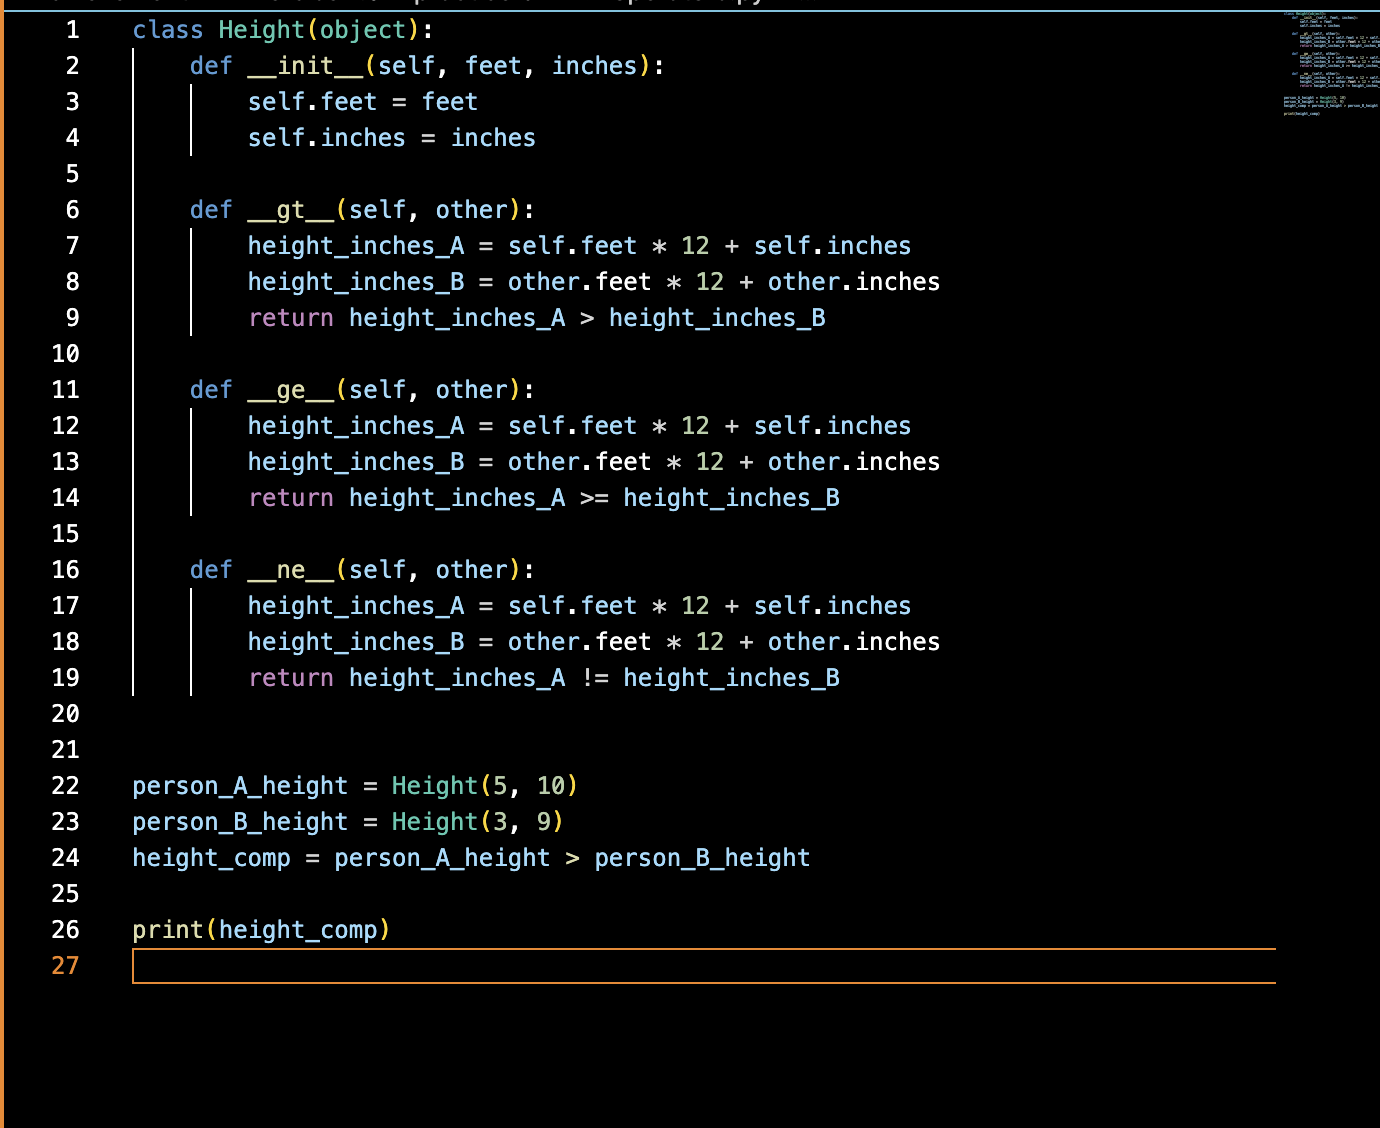 1 class Height(object):
2     def __init__(self, feet, inches):
3         self.feet = feet
4         self.inches = inches
5
6     def __gt__(self, other):
7         height_inches_A = self.feet * 12 + self.inches
8         height_inches_B = other.feet * 12 + other.inches
9         return height_inches_A > height_inches_B
10
11     def __ge__(self, other):
12         height_inches_A = self.feet * 12 + self.inches
13         height_inches_B = other.feet * 12 + other.inches
14         return height_inches_A >= height_inches_B
15
16     def __ne__(self, other):
17         height_inches_A = self.feet * 12 + self.inches
18         height_inches_B = other.feet * 12 + other.inches
19         return height_inches_A != height_inches_B
20
21
22 person_A_height = Height(5, 10)
23 person_B_height = Height(3, 9)
24 height_comp = person_A_height > person_B_height
25
26 print(height_comp)
27